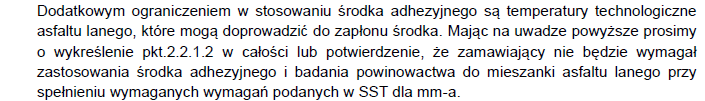 Dodatkowym ograniczeniem w stosowaniu środka adhezyjnego są temperatury technologiczne
asfaltu lanego, które mogą doprowadzić do zapłonu środka. Mając na uwadze powyższe prosimy
o wykreślenie pkt.2.2.1.2 w całości lub potwierdzenie, że zamawiający nie będzie wymagał
zastosowania środka adhezyjnego i badania powinowactwa do mieszanki asfaltu lanego przy
spełnieniu wymaganych wymagań podanych w SST dla mm-a.